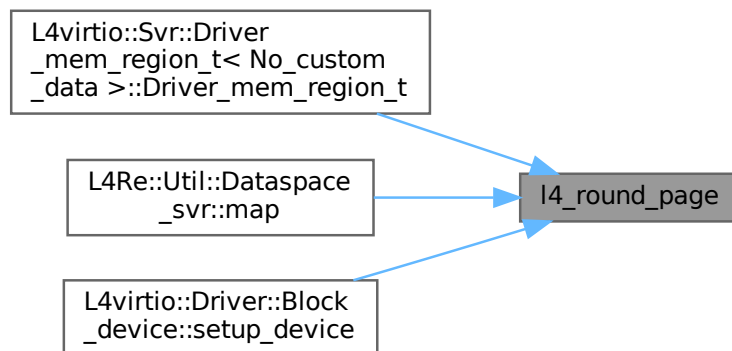 L4virtio::Svr::Driver
_mem_region_t< No_custom
_data >::Driver_mem_region_t
L4Re::Util::Dataspace
_svr::map
l4_round_page
L4virtio::Driver::Block
_device::setup_device